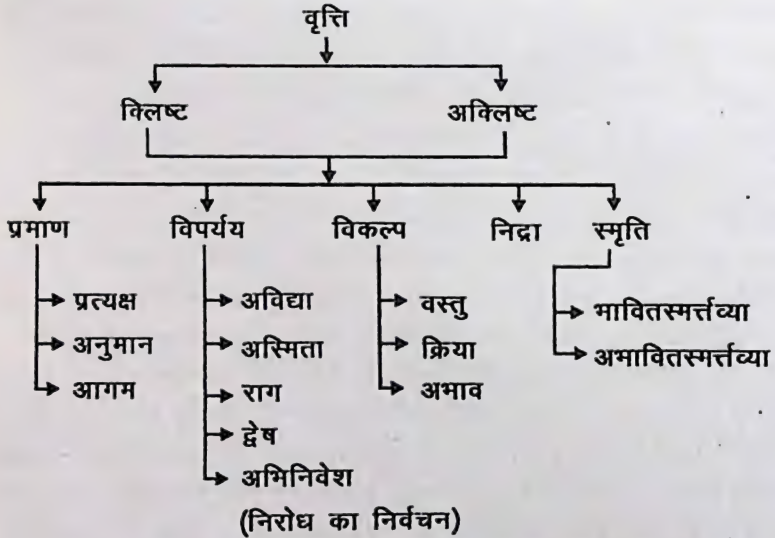 वृत्ति
क्लिष्ट अक्लिष्ट
प्रमाण विपर्यय विकल्प निद्रा स्मृति
प्रत्यक्ष अविद्या वस्तु भावितस्मर्त्तव्या
अनुमान अस्मिता क्रिया अभावितस्मर्त्तव्या
आगम राग अभाव
द्वेष
अभिनिवेश
(निरोध का निर्वचन)